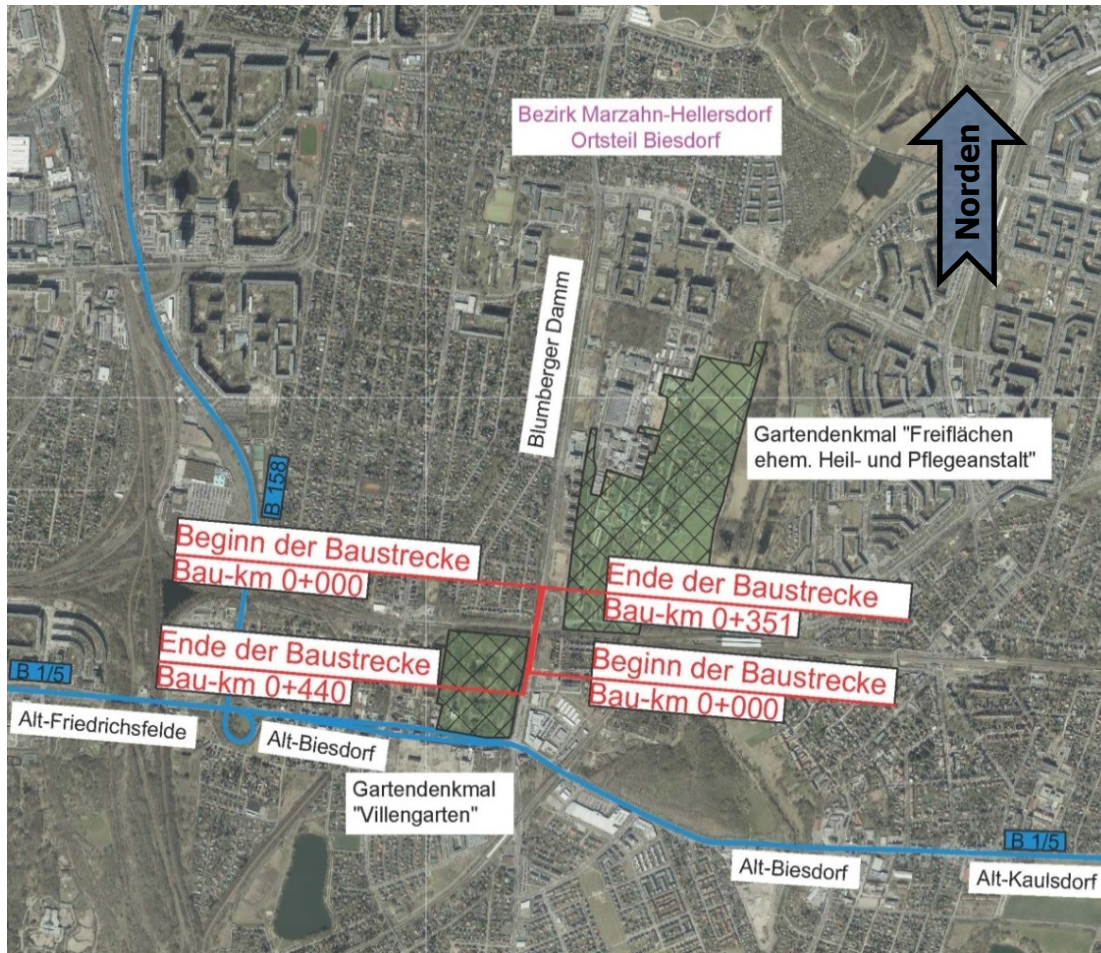 Bezirk Marzahn-Hellersdorf
Ortsteil Biesdorf
Norden
Blumberger Damm
Gartendenkmal "Freiflächen
ehem. Heil- und Pflegeanstalt"
B 158
Beginn der Baustrecke
Bau-km 0+000
Ende der Baustrecke
Bau-km 0+351
Ende der Baustrecke
Bau-km 0+440
Beginn der Baustrecke
Bau-km 0+000
B 1/5
Alt-Friedrichsfelde
Alt-Biesdorf
Gartendenkmal
"Villengarten"
B 1/5
Alt-Biesdorf
Alt-Kaulsdorf